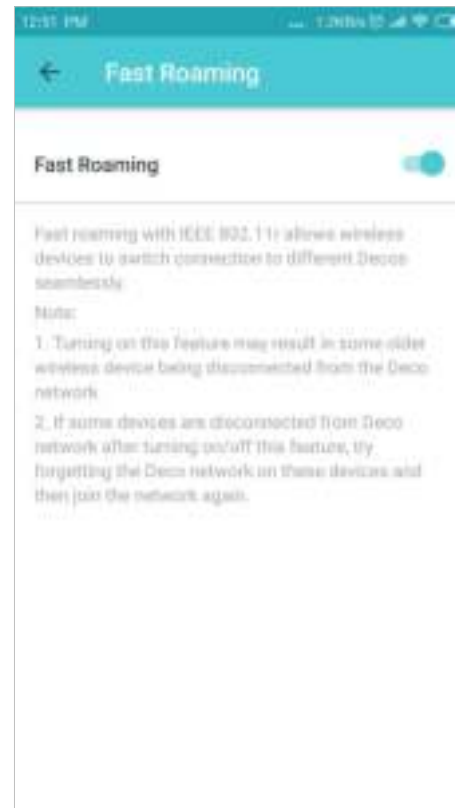 12:51 PM ... 1.2KB/s
Fast Roaming
Fast Roaming
Fast roaming with IEEE 802.11r allows wireless
devices to switch connection to different Decos
seamlessly.
Note:
1. Turning on this feature may result in some older
wireless device being disconnected from the Deco
network.
2. If some devices are disconnected from Deco
network after turning on/off this feature, try
forgetting the Deco network on these devices and
then join the network again.